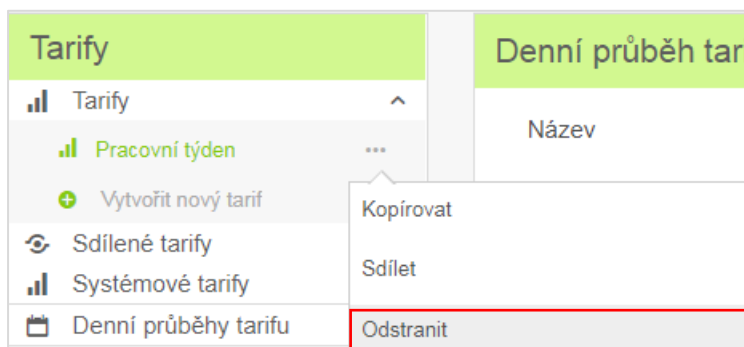 Tarify
Tarify
Pracovní týden
Vytvořit nový tarif
Sdílené tarify
Systémové tarify
Denní průběhy tarifu
Denní průběh
Název
Kopírovat
Sdílet
Odstranit